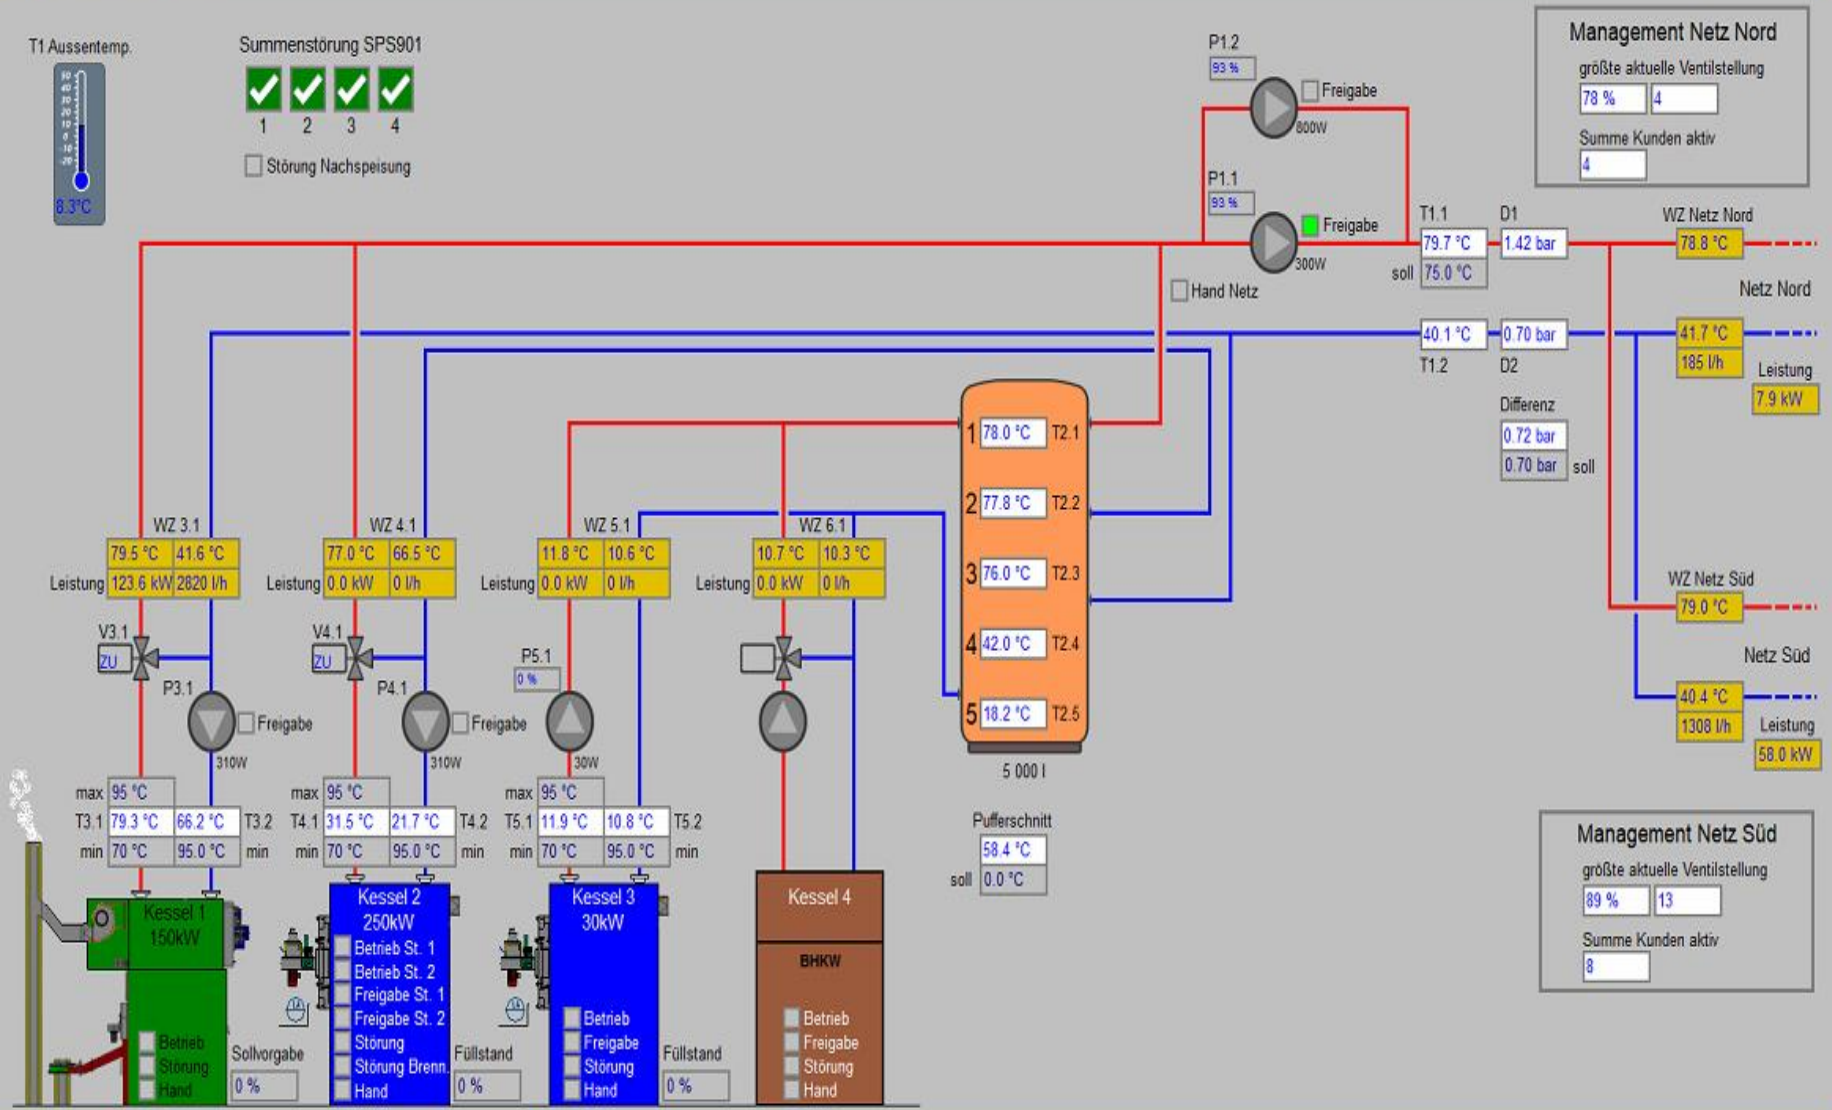 T1 Aussentemp.
50
40
30
20
10
0
-10
-20
8.3°C
Summenstörung SPS901
1 2 3 4
Störung Nachspeisung
P1.2
93 %
Freigabe
800W
P1.1
93 %
Freigabe
300W
Hand Netz
Management Netz Nord
größte aktuelle Ventilstellung
78 % 4
Summe Kunden aktiv
4
T1.1 D1 WZ Netz Nord
79.7 °C 1.42 bar 78.8 °C
soll 75.0 °C
Netz Nord
40.1 °C 0.70 bar 41.7 °C
T1.2 D2 185 l/h
Leistung
7.9 kW
Differenz
0.72 bar
0.70 bar soll
1 78.0 °C T2.1
2 77.8 °C T2.2
3 76.0 °C T2.3
4 42.0 °C T2.4
5 18.2 °C T2.5
5 000 l
Pufferschnitt
58.4 °C
soll 0.0 °C
WZ Netz Süd
79.0 °C
Netz Süd
40.4 °C
1308 l/h Leistung
58.0 kW
Management Netz Süd
größte aktuelle Ventilstellung
89 % 13
Summe Kunden aktiv
8
WZ 3.1 WZ 4.1 WZ 5.1 WZ 6.1
79.5 °C 41.6 °C 77.0 °C 66.5 °C 11.8 °C 10.6 °C 10.7 °C 10.3 °C
Leistung 123.6 kW 2820 l/h Leistung 0.0 kW 0 l/h Leistung 0.0 kW 0 l/h Leistung 0.0 kW 0 l/h
V3.1 V4.1
ZU ZU P5.1
0 %
P3.1 P4.1
Freigabe Freigabe
310W 310W 30W
max 95 °C max 95 °C max 95 °C
T3.1 79.3 °C 66.2 °C T3.2 T4.1 31.5 °C 21.7 °C T4.2 T5.1 11.9 °C 10.8 °C T5.2
min 70 °C 95.0 °C min min 70 °C 95.0 °C min min 70 °C 95.0 °C min
Kessel 1
150kW
Betrieb
Störung
Hand
Sollvorgabe
0 %
Kessel 2
250kW
Betrieb St. 1
Betrieb St. 2
Freigabe St. 1
Freigabe St. 2
Störung
Störung Brenn.
Hand
Füllstand
0 %
Kessel 3
30kW
Betrieb
Freigabe
Störung
Hand
Füllstand
0 %
Kessel 4
BHKW
Betrieb
Freigabe
Störung
Hand